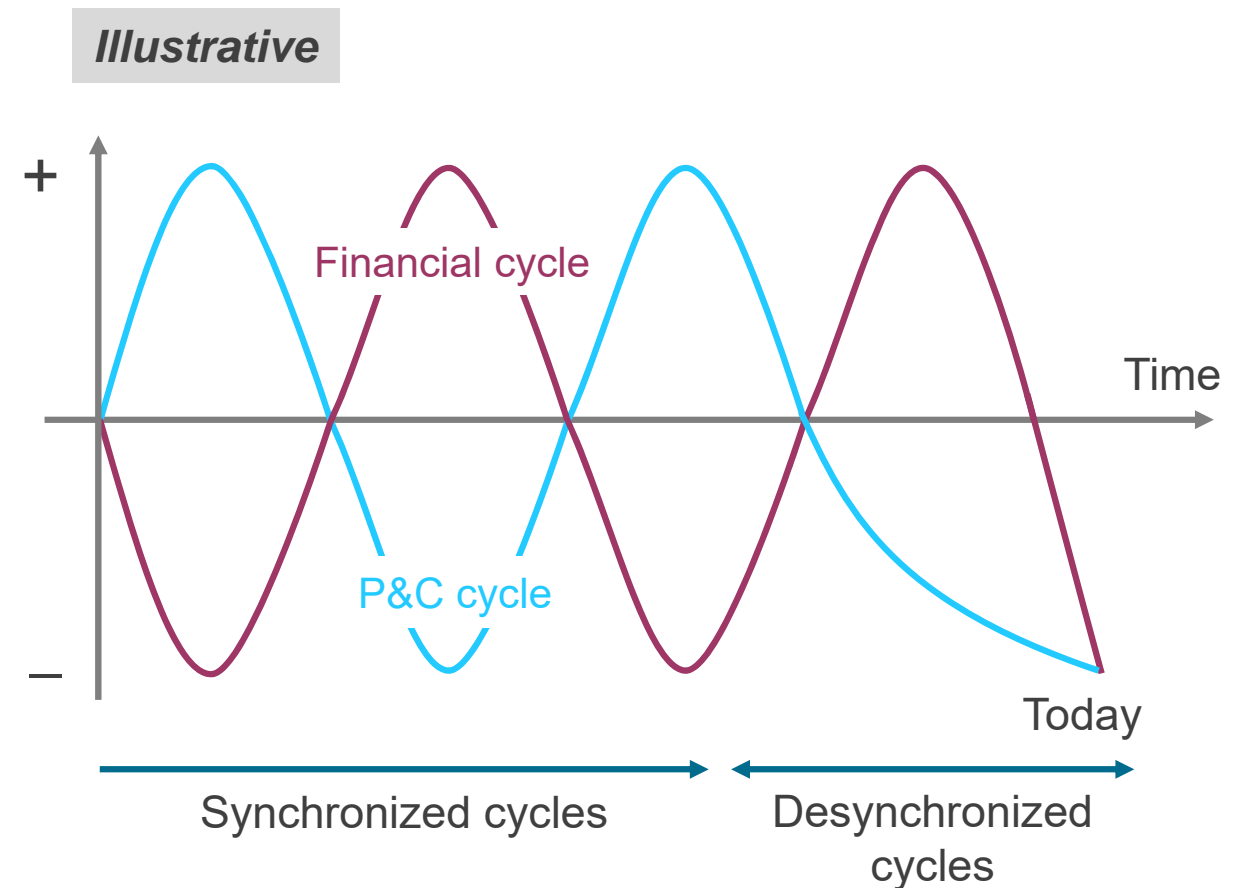 Illustrative
+
Financial cycle
Time
P&C cycle
–
Today
Synchronized cycles
Desynchronized
cycles